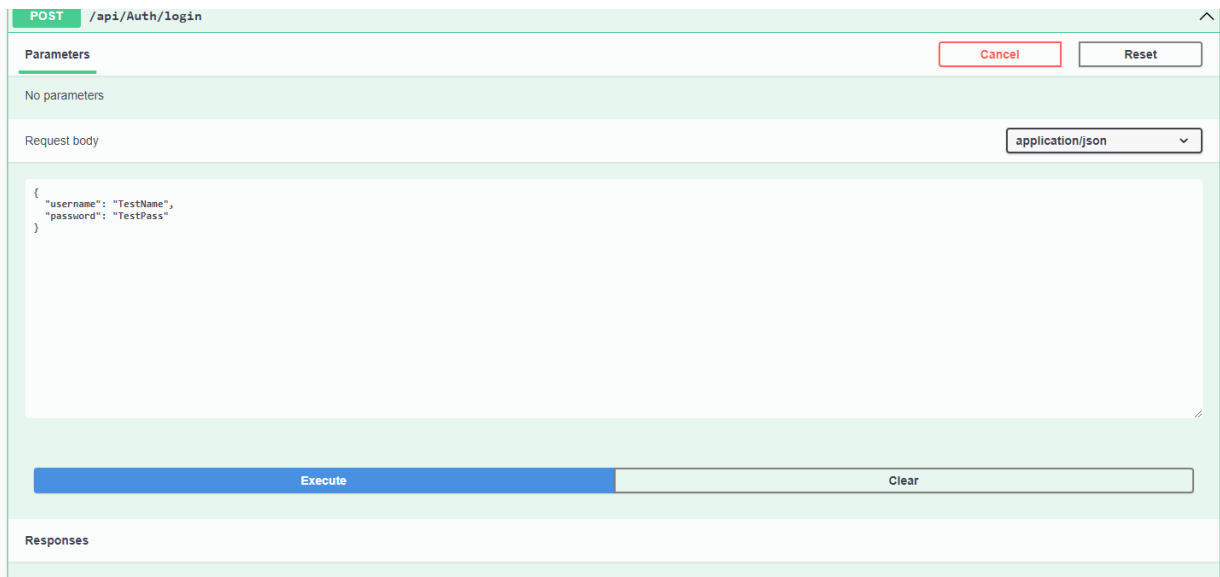 POST /api/Auth/login
Parameters
Cancel
Reset
No parameters
Request body
application/json
{
"username": "TestName",
"password": "TestPass"
}
Execute
Clear
Responses